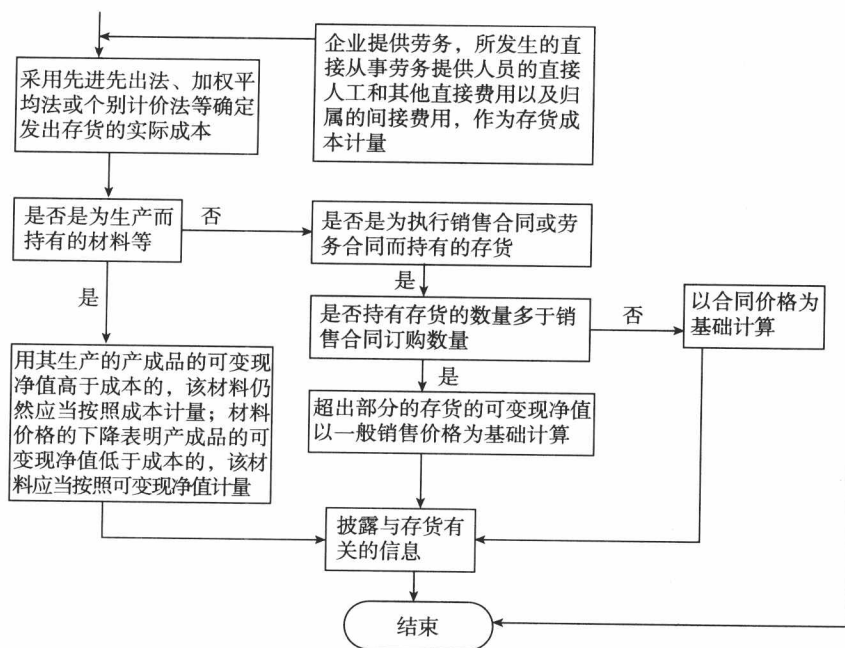 企业提供劳务，所发生的直
接从事劳务提供人员的直接
人工和其他直接费用以及归
属的间接费用，作为存货成
本计量
采用先进先出法、加权平
均法或个别计价法等确定
发出存货的实际成本
是否是为生产而
持有的材料等
否
是否是为执行销售合同或劳
务合同而持有的存货
是
是
是否持有存货的数量多于销
售合同订购数量
否
以合同价格为
基础计算
用其生产的产成品的可变现
净值高于成本的，该材料仍
然应当按照成本计量；材料
价格的下降表明产成品的可
变现净值低于成本的，该材
料应当按照可变现净值计量
是
超出部分的存货的可变现净值
以一般销售价格为基础计算
披露与存货有
关的信息
结束